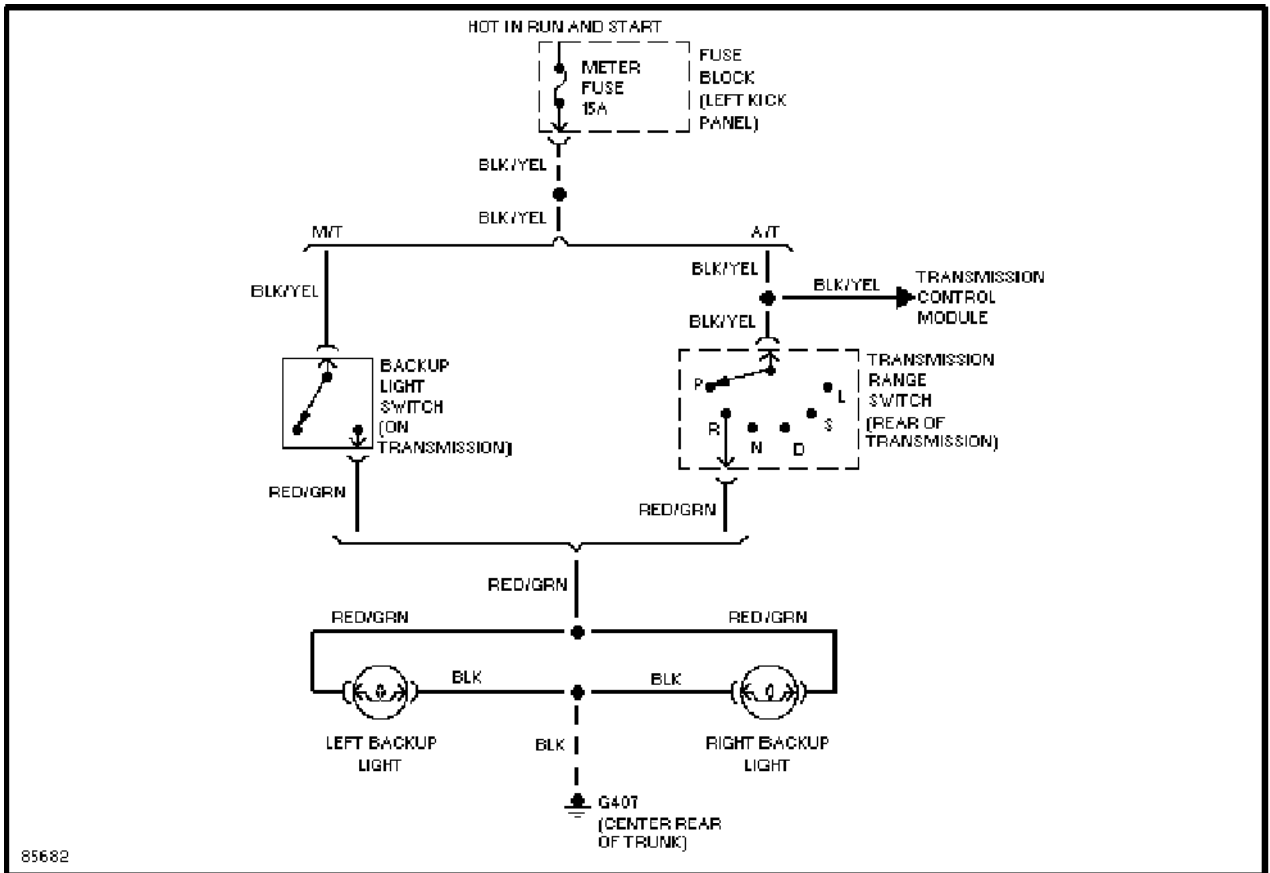 HOT IN RUN AND START
METER
FUSE
15A
FUSE
BLOCK
(LEFT KICK
PANEL)
BLK/YEL
BLK/YEL
M/T
A/T
BLK/YEL
BLK/YEL
BLK/YEL
TRANSMISSION
CONTROL
MODULE
BLK/YEL
BACKUP
LIGHT
SWITCH
(ON
TRANSMISSION)
P
R
N
D
S
L
TRANSMISSION
RANGE
SWITCH
(REAR OF
TRANSMISSION)
RED/GRN
RED/GRN
RED/GRN
RED/GRN
RED/GRN
BLK
BLK
LEFT BACKUP
LIGHT
BLK
RIGHT BACKUP
LIGHT
G407
(CENTER REAR
OF TRUNK)
85682